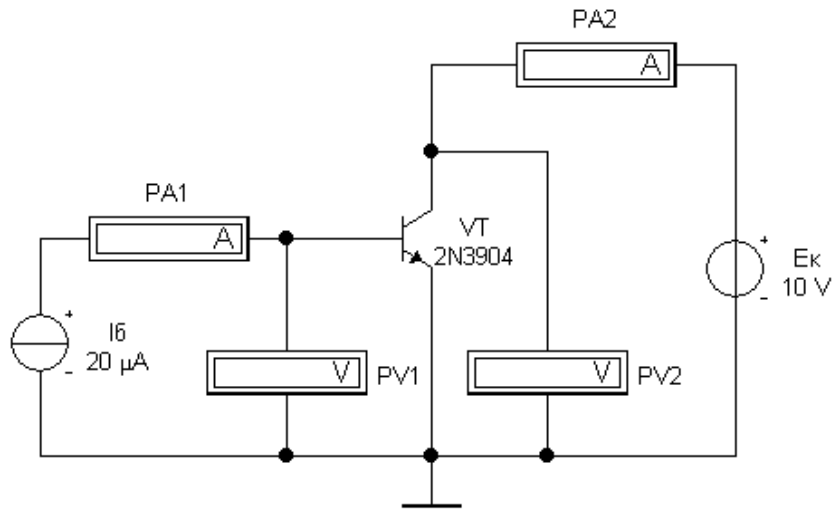 PA2
A
PA1
A
VT
2N3904
+
Eк
10 V
-
+
Iб
20 μA
-
V
PV1
V
PV2